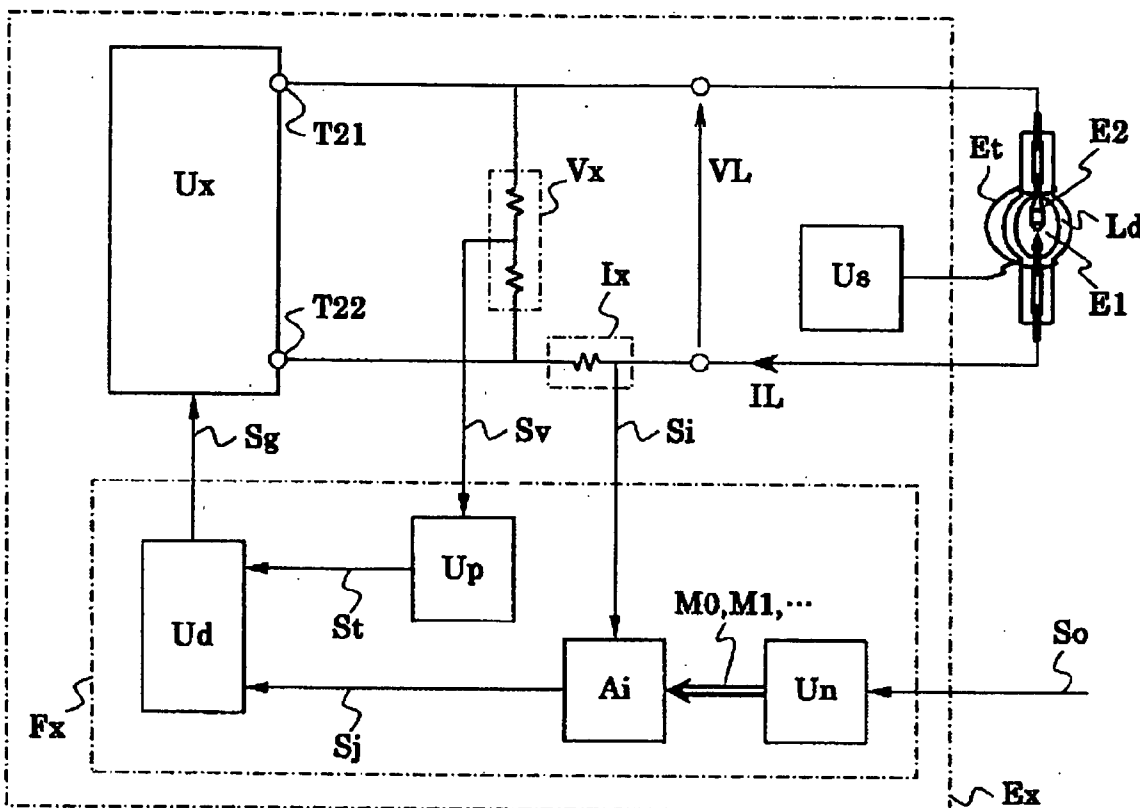 T21
Ux
Vx
VL
Et
E2
Ld
Us
E1
T22
Ix
IL
Sg
Sv
Si
Up
St
M0,M1,⋯
Ud
Ai
Un
So
Fx
Sj
Ex